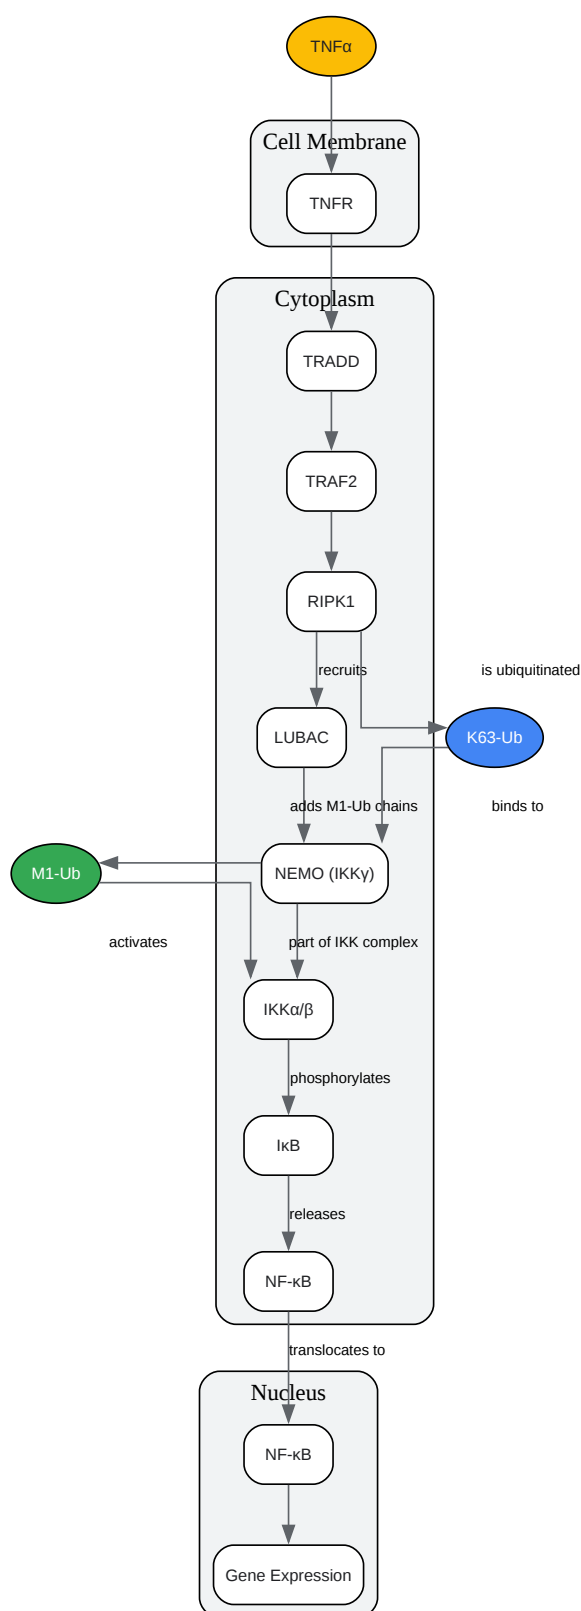 TNFα
Cell Membrane
TNFR
Cytoplasm
TRADD
TRAF2
RIPK1
recruits
is ubiquitinated
LUBAC
K63-Ub
adds M1-Ub chains
binds to
M1-Ub
NEMO (IKKγ)
activates
part of IKK complex
IKKα/β
phosphorylates
IκB
releases
NF-κB
translocates to
Nucleus
NF-κB
Gene Expression